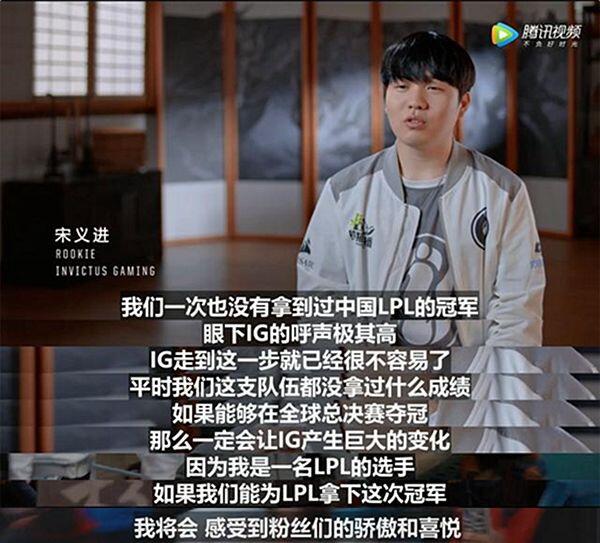 腾讯视频
不负好时光
宋义进
ROOKIE
INVICTUS GAMING
我们一次也没有拿到过中国LPL的冠军
眼下IG的呼声极其高
IG走到这一步就已经很不容易了
平时我们这支队伍都没拿过什么成绩
如果能够在全球总决赛夺冠
那么一定会让IG产生巨大的变化
因为我是一名LPL的选手
如果我们能为LPL拿下这次冠军
我将会 感受到粉丝们的骄傲和喜悦